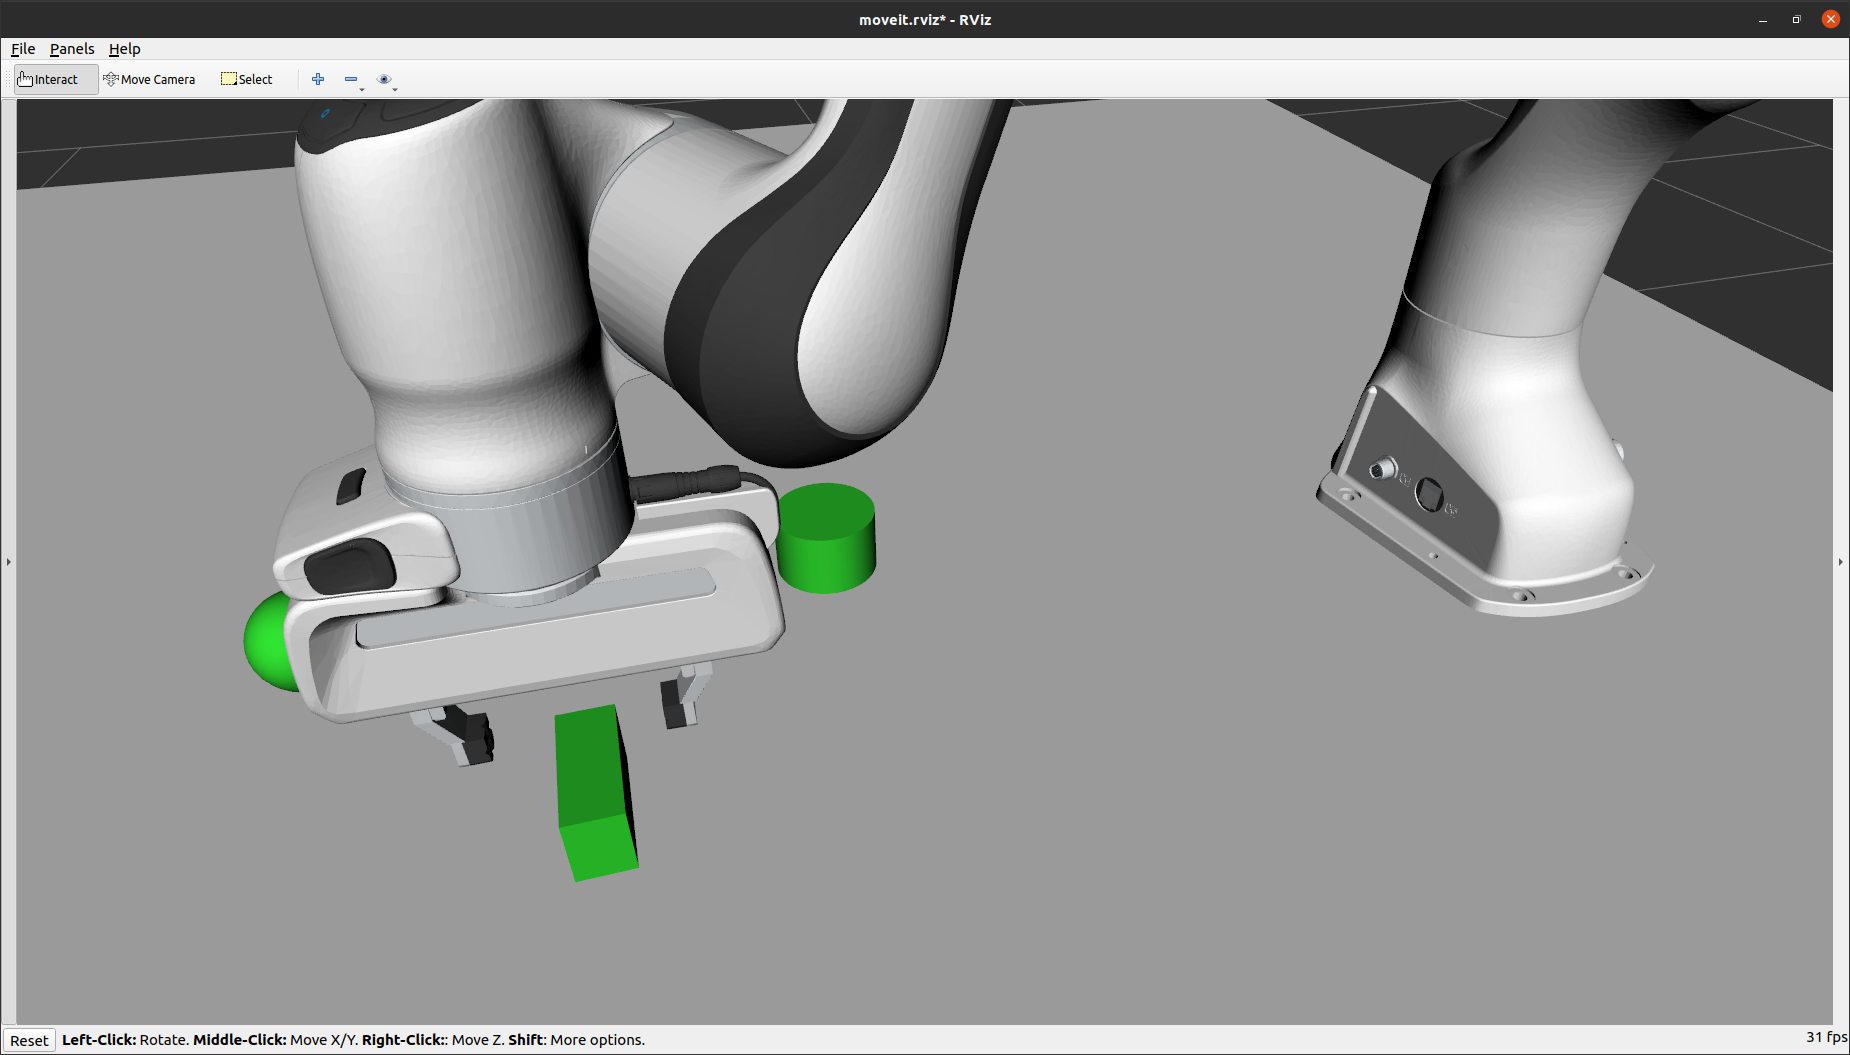 moveit.rviz* - RViz
File Panels Help
Interact Move Camera Select
Reset Left-Click: Rotate. Middle-Click: Move X/Y. Right-Click:: Move Z. Shift: More options. 31 fps